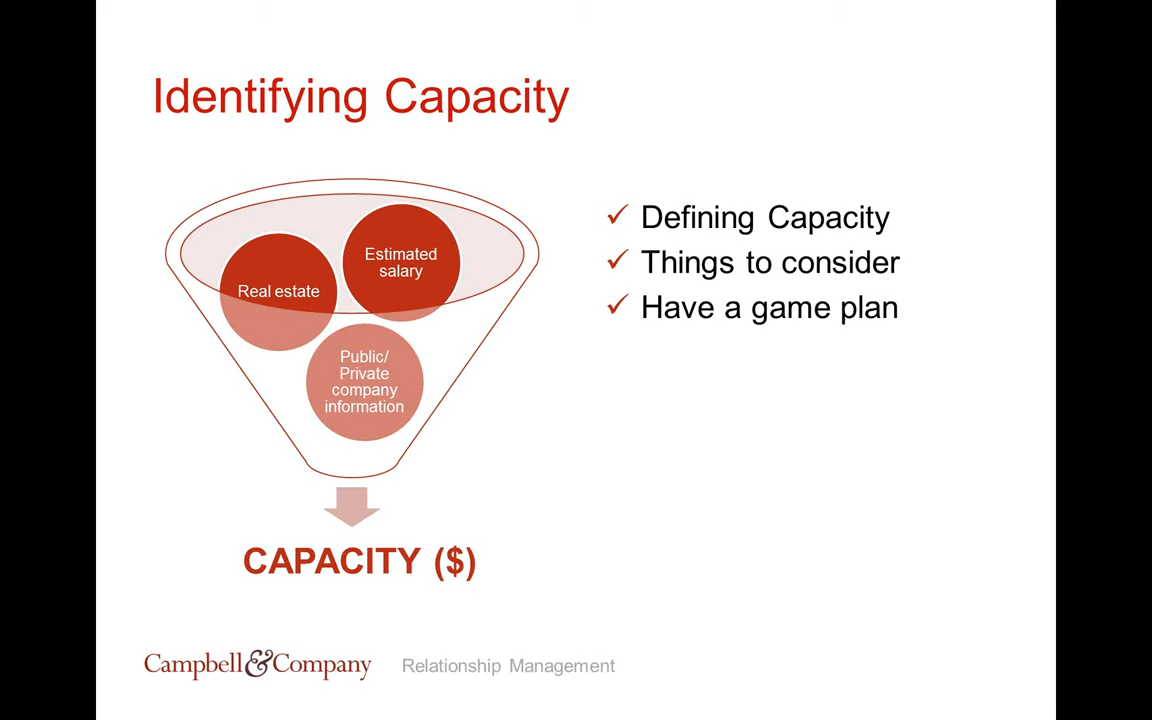 Identifying Capacity
Estimated
salary
Real estate
Public/
Private
company
information
CAPACITY ($)
✓ Defining Capacity
✓ Things to consider
✓ Have a game plan
Campbell&Company
Relationship Management